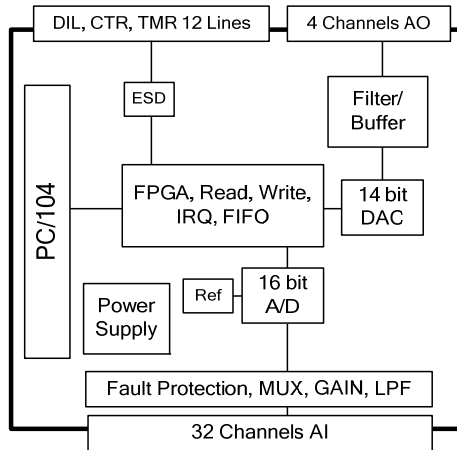 DIL, CTR, TMR 12 Lines
4 Channels AO
ESD
Filter/
Buffer
PC/104
FPGA, Read, Write,
IRQ, FIFO
14 bit
DAC
Power
Supply
Ref
16 bit
A/D
Fault Protection, MUX, GAIN, LPF
32 Channels AI